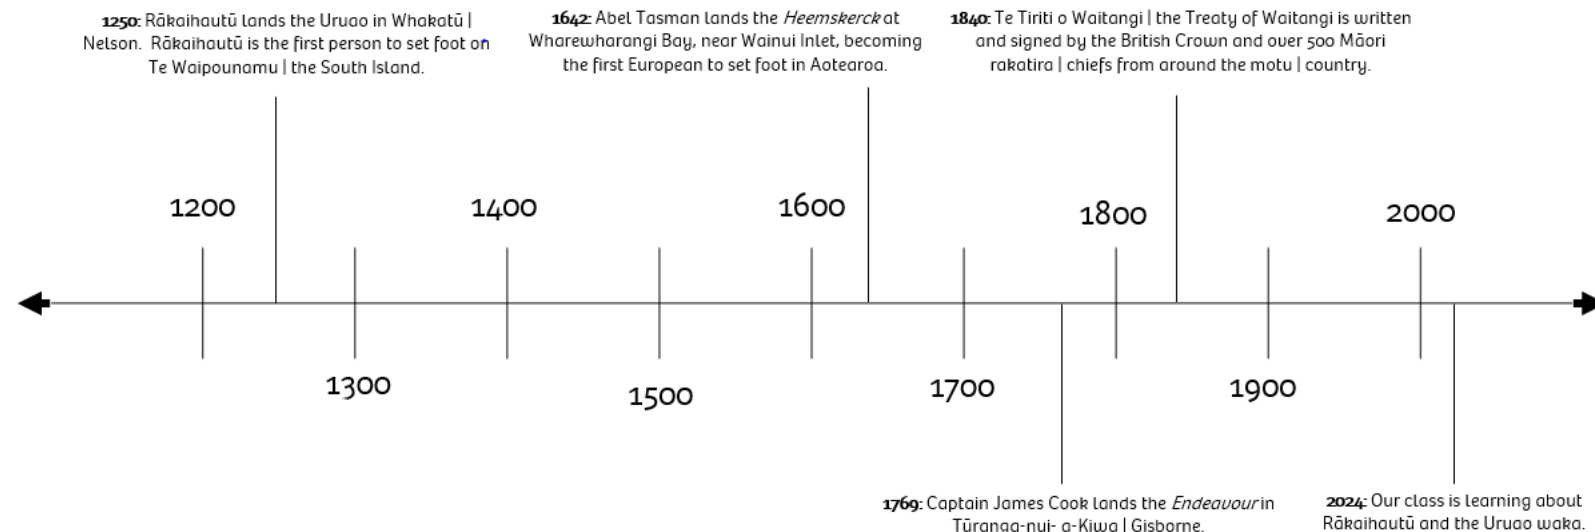 1250: Rākaihautū lands the Uruao in Whakatū |
Nelson. Rākaihautū is the first person to set foot on
Te Waipounamu | the South Island.
1642: Abel Tasman lands the Heemskerck at
Wharewharangi Bay, near Wainui Inlet, becoming
the first European to set foot in Aotearoa.
1840: Te Tiriti o Waitangi | the Treaty of Waitangi is written
and signed by the British Crown and over 500 Māori
rakatira | chiefs from around the motu | country.
1200
1400
1600
1800
2000
1300
1500
1700
1900
1769: Captain James Cook lands the Endeavour in
Tūranga-nui- a-Kiwa | Gisborne.
2024: Our class is learning about
Rākaihautū and the Uruao waka.